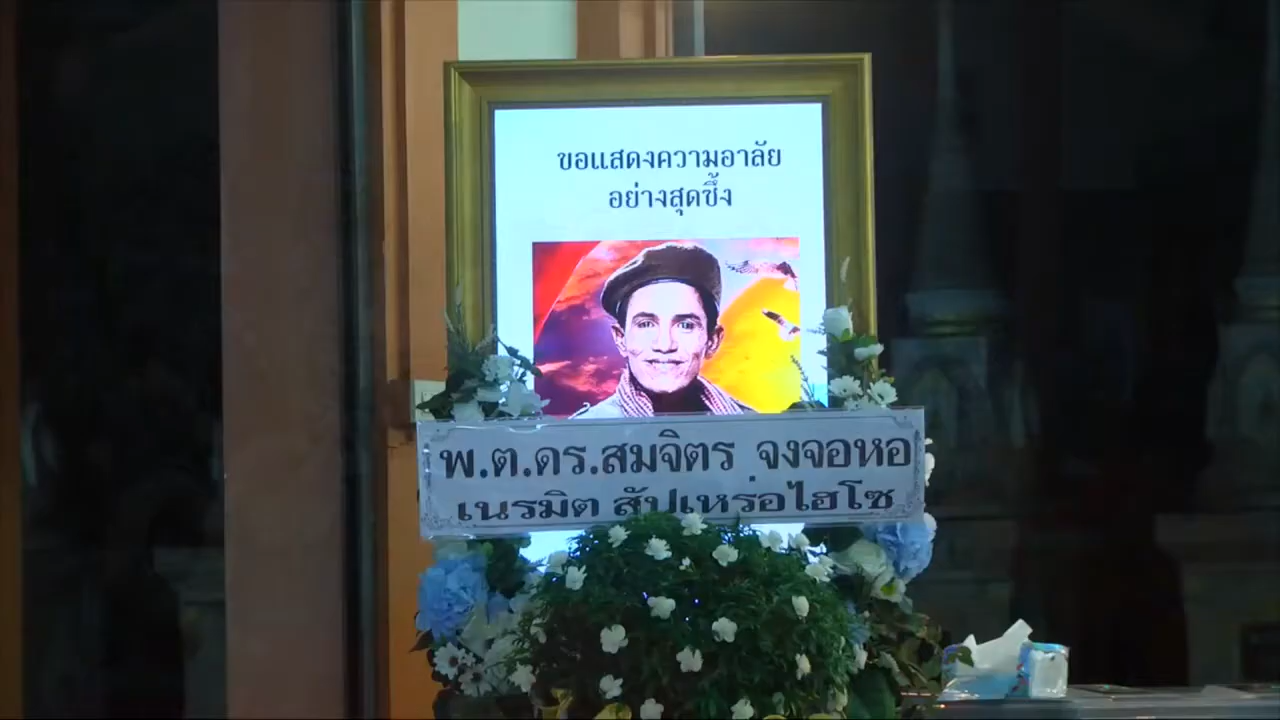 ขอแสดงความอาลัย
อย่างสุดซึ้ง
พ.ต.ดร.สมจิตร จงจอหอ
เนรมิต สัปเหร่อไฮโซ